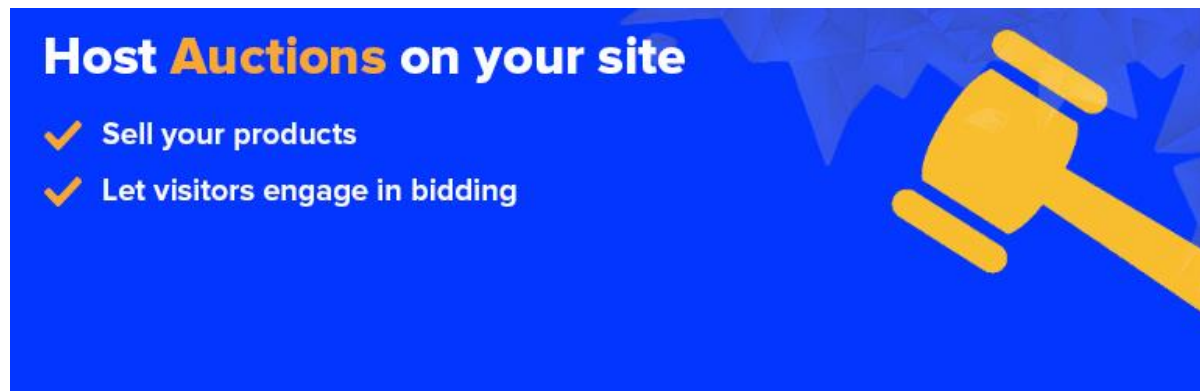 Host Auctions on your site
Sell your products
Let visitors engage in bidding